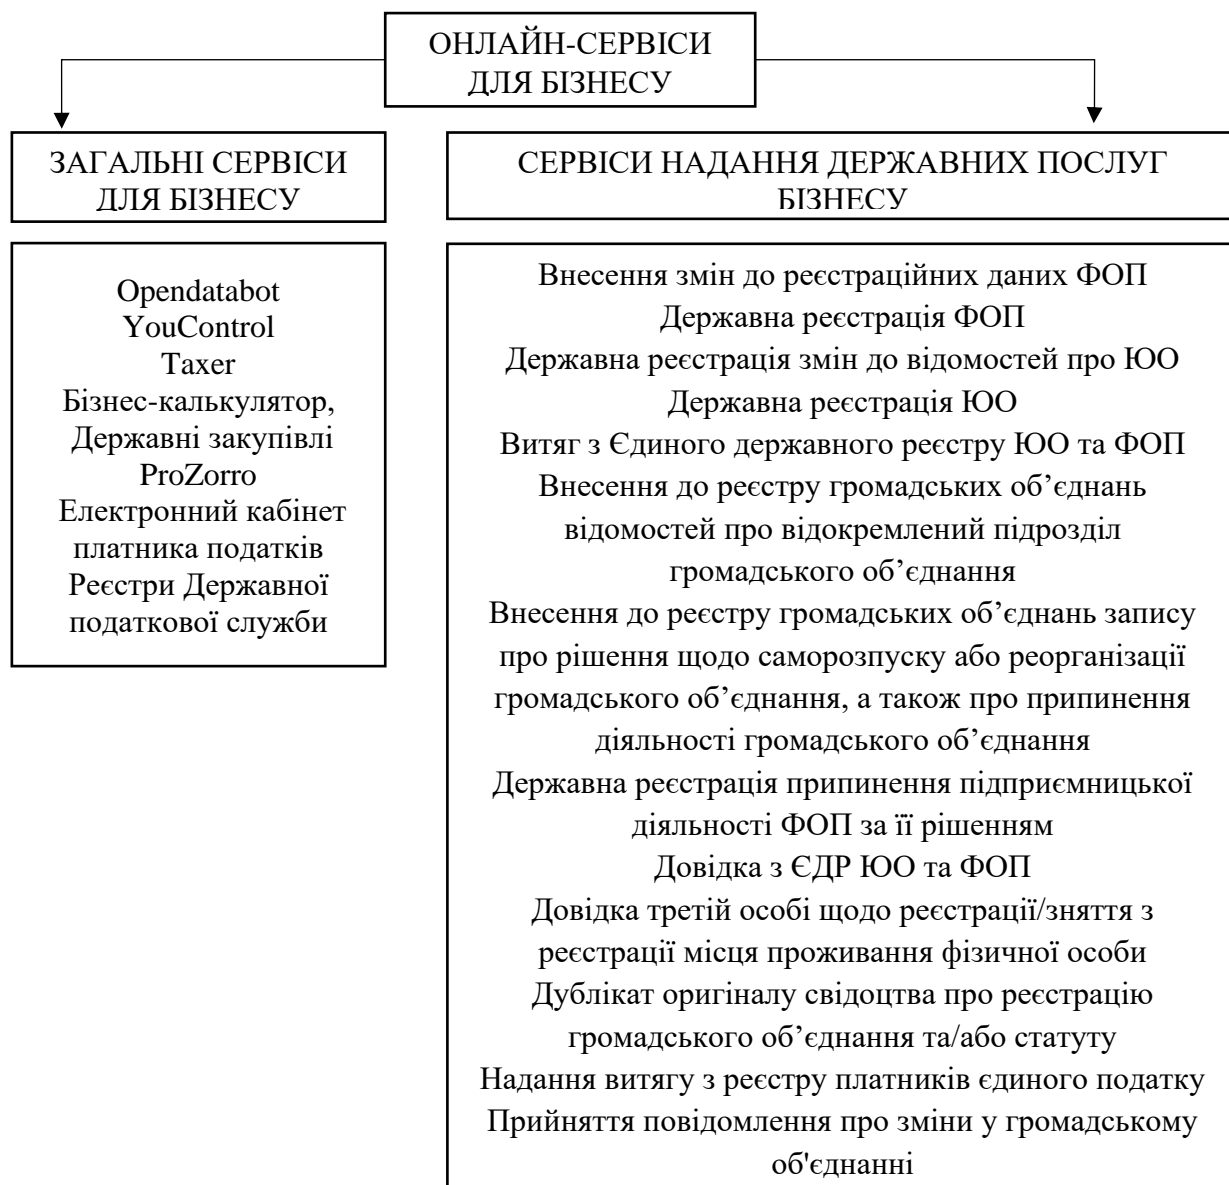 ОНЛАЙН-СЕРВІСИ
ДЛЯ БІЗНЕСУ
ЗАГАЛЬНІ СЕРВІСИ
ДЛЯ БІЗНЕСУ
СЕРВІСИ НАДАННЯ ДЕРЖАВНИХ ПОСЛУГ
БІЗНЕСУ
Opendatabot
YouControl
Taxer
Бізнес-калькулятор,
Державні закупівлі
ProZorro
Електронний кабінет
платника податків
Реєстри Державної
податкової служби
Внесення змін до реєстраційних даних ФОП
Державна реєстрація ФОП
Державна реєстрація змін до відомостей про ЮО
Державна реєстрація ЮО
Витяг з Єдиного державного реєстру ЮО та ФОП
Внесення до реєстру громадських об’єднань
відомостей про відокремлений підрозділ
громадського об’єднання
Внесення до реєстру громадських об’єднань запису
про рішення щодо саморозпуску або реорганізації
громадського об’єднання, а також про припинення
діяльності громадського об’єднання
Державна реєстрація припинення підприємницької
діяльності ФОП за її рішенням
Довідка з ЄДР ЮО та ФОП
Довідка третій особі щодо реєстрації/зняття з
реєстрації місця проживання фізичної особи
Дублікат оригіналу свідоцтва про реєстрацію
громадського об’єднання та/або статуту
Надання витягу з реєстру платників єдиного податку
Прийняття повідомлення про зміни у громадському
об'єднанні